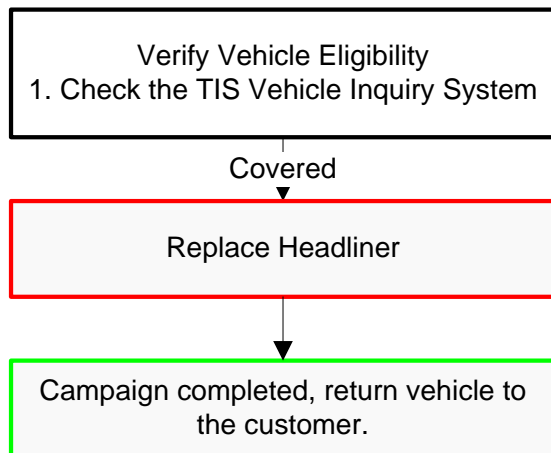 Verify Vehicle Eligibility
1. Check the TIS Vehicle Inquiry System
Covered
Replace Headliner
Campaign completed, return vehicle to
the customer.